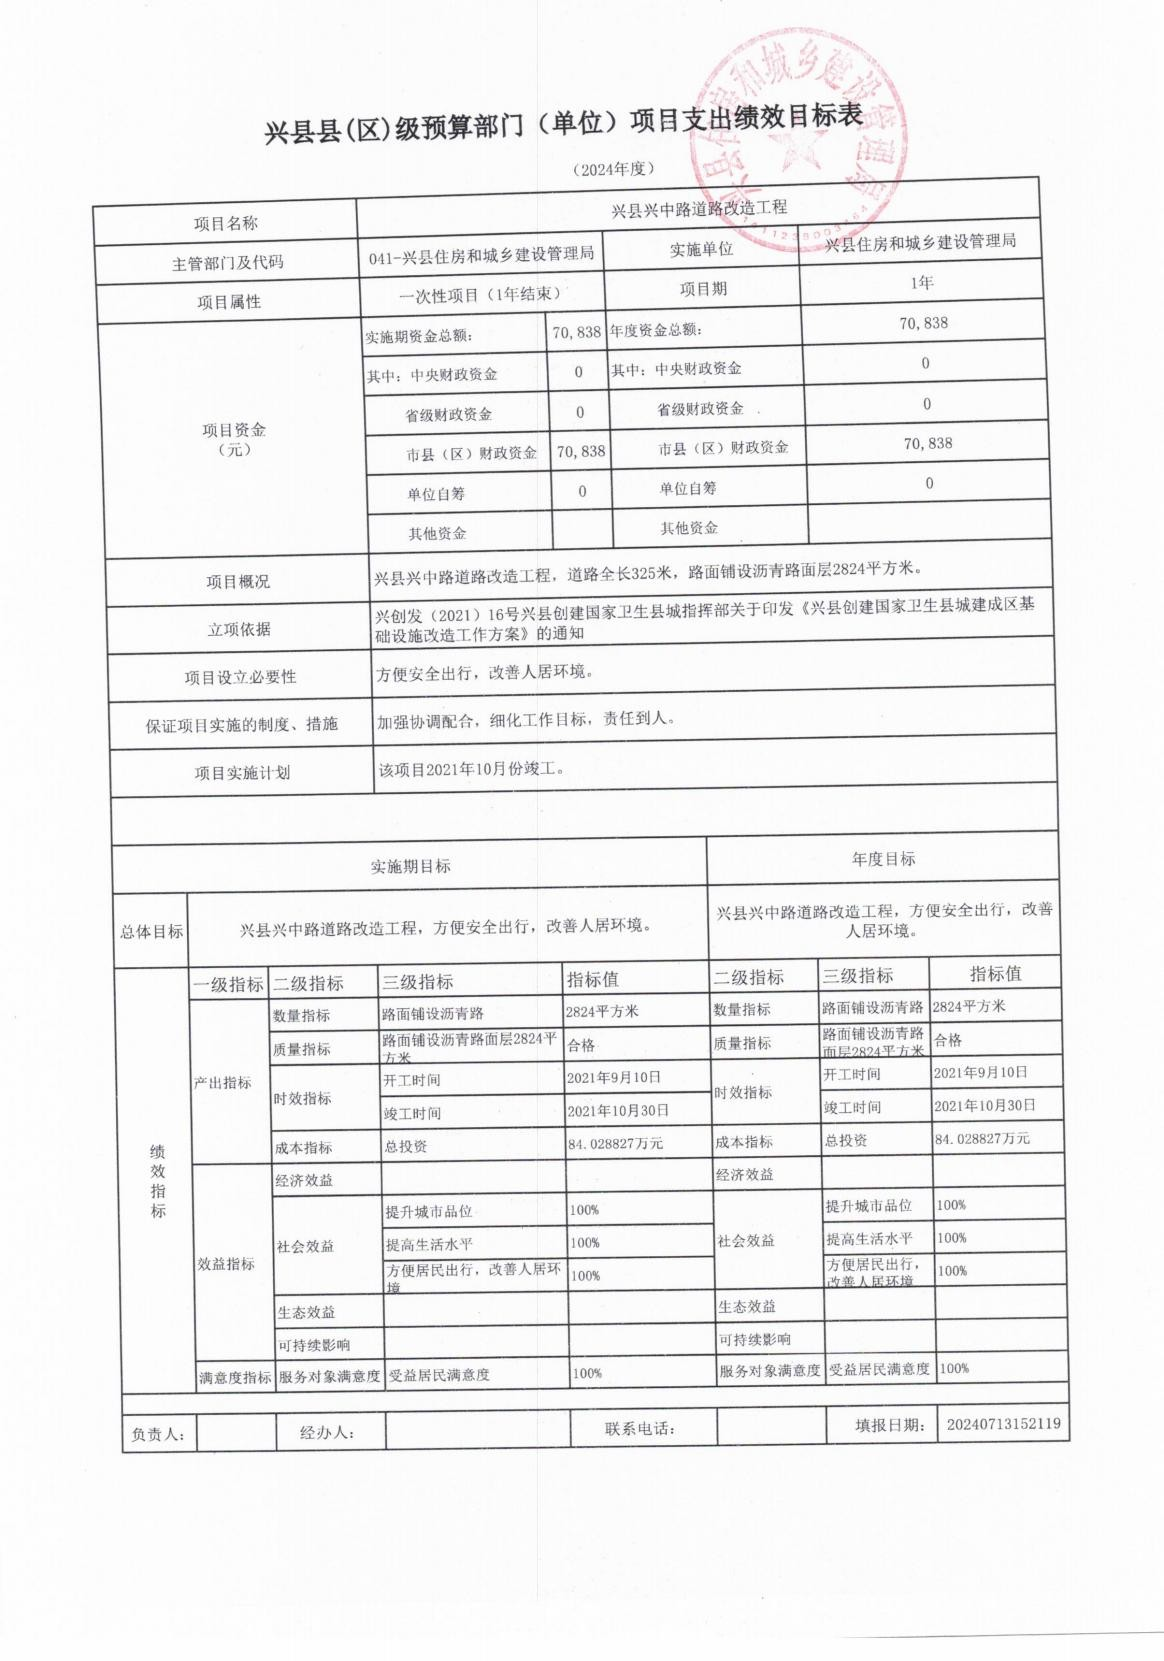 兴县县(区)级预算部门（单位）项目支出绩效目标表
（2024年度）
项目名称 兴县兴中路道路改造工程
主管部门及代码 041-兴县住房和城乡建设管理局 实施单位 兴县住房和城乡建设管理局
项目属性 一次性项目（1年结束） 项目期 1年
项目资金
（元）
实施期资金总额： 70,838 年度资金总额： 70,838
其中：中央财政资金 0 其中：中央财政资金 0
省级财政资金 0 省级财政资金 0
市县（区）财政资金 70,838 市县（区）财政资金 70,838
单位自筹 0 单位自筹 0
其他资金 其他资金
项目概况 兴县兴中路道路改造工程，道路全长325米，路面铺设沥青路面层2824平方米。
立项依据 兴创发（2021）16号兴县创建国家卫生县城指挥部关于印发《兴县创建国家卫生县城建成区基
础设施改造工作方案》的通知
项目设立必要性 方便安全出行，改善人居环境。
保证项目实施的制度、措施 加强协调配合，细化工作目标，责任到人。
项目实施计划 该项目2021年10月份竣工。
实施期目标 年度目标
总体目标 兴县兴中路道路改造工程，方便安全出行，改善人居环境。 兴县兴中路道路改造工程，方便安全出行，改善
人居环境。
绩效指标
一级指标 二级指标 三级指标 指标值 二级指标 三级指标 指标值
产出指标
数量指标 路面铺设沥青路 2824平方米 数量指标 路面铺设沥青路 2824平方米
质量指标 路面铺设沥青路面层2824平
方米 合格 质量指标 路面铺设沥青路
面层2824平方米 合格
时效指标 开工时间 2021年9月10日 时效指标 开工时间 2021年9月10日
竣工时间 2021年10月30日 竣工时间 2021年10月30日
成本指标 总投资 84.028827万元 成本指标 总投资 84.028827万元
效益指标
经济效益 经济效益
社会效益 提升城市品位 100% 社会效益 提升城市品位 100%
提高生活水平 100% 提高生活水平 100%
方便居民出行，改善人居环
境 100% 方便居民出行，
改善人居环境 100%
生态效益 生态效益
可持续影响 可持续影响
满意度指标 服务对象满意度 受益居民满意度 100% 服务对象满意度 受益居民满意度 100%
负责人： 经办人： 联系电话： 填报日期： 20240713152119
兴县住房和城乡建设管理局